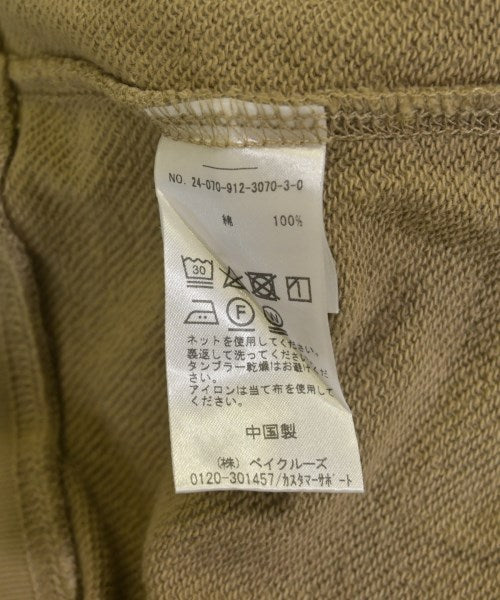 NO. 24-070-912-3070-3-0
綿 100%
30
F
W
ネットを使用してください。
裏返して洗ってください。
タンブラー乾燥はお避けくだ
さい。
アイロンは当て布を使用して
ください。
中国製
(株) ベイクルーズ
0120-301457/カスタマーサポート